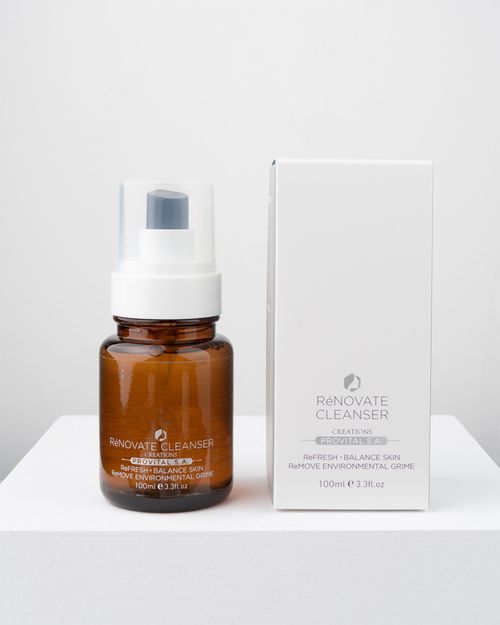 RéNOVATE CLEANSER
CREATIONS
PROVITAL S.A.
ReFRESH • BALANCE SKIN
ReMOVE ENVIRONMENTAL GRIME
100ml ℮ 3.3fl.oz
RéNOVATE
CLEANSER
CREATIONS
PROVITAL S.A.
ReFRESH • BALANCE SKIN
ReMOVE ENVIRONMENTAL GRIME
100ml ℮ 3.3fl.oz